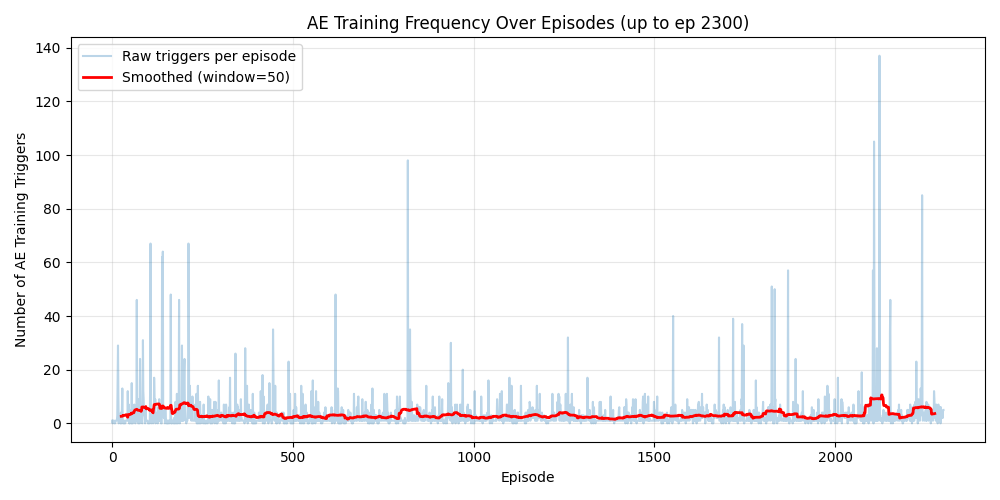 AE Training Frequency Over Episodes (up to ep 2300)
Raw triggers per episode
Smoothed (window=50)
Number of AE Training Triggers
140
120
100
80
60
40
20
0
0
500
1000
1500
2000
Episode